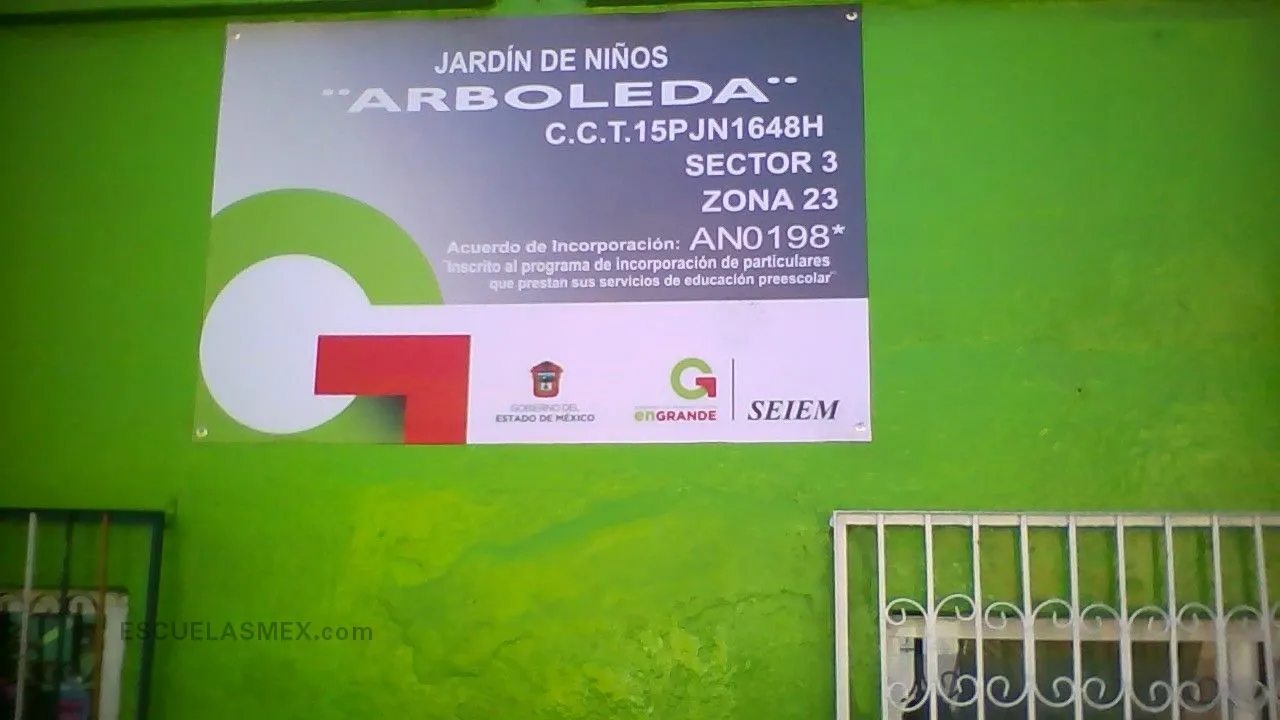 JARDÍN DE NIÑOS
¨ARBOLEDA¨
C.C.T.15PJN1648H
SECTOR 3
ZONA 23
Acuerdo de Incorporación: AN0198*
"Inscrito al programa de incorporación de particulares
que prestan sus servicios de educación preescolar"
GOBIERNO DEL
ESTADO DE MÉXICO
enGRANDE
SEIEM
ESCUELASMEX.com